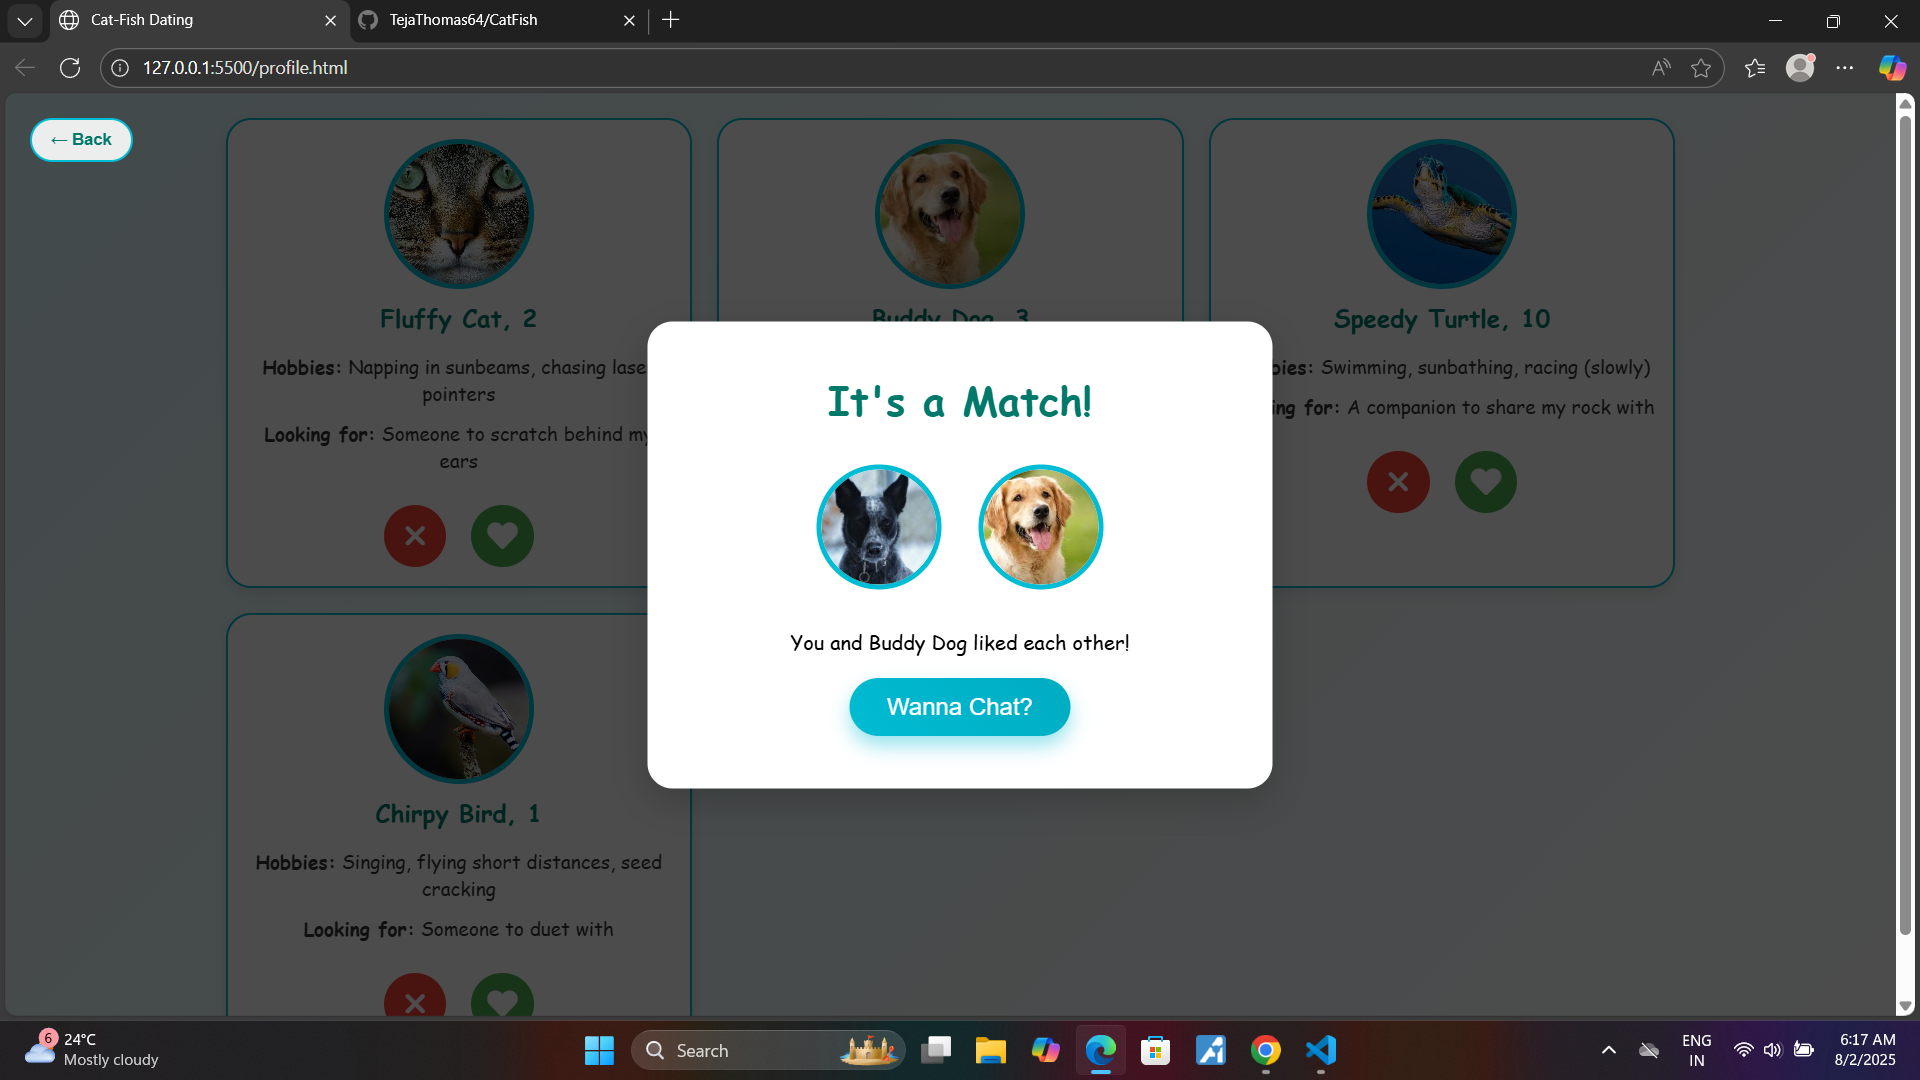 Cat-Fish Dating
TejaThomas64/CatFish
127.0.0.1:5500/profile.html
← Back
Fluffy Cat, 2
Hobbies: Napping in sunbeams, chasing lase
pointers
Looking for: Someone to scratch behind my
ears
Buddy Dog, 3
Speedy Turtle, 10
bies: Swimming, sunbathing, racing (slowly)
ing for: A companion to share my rock with
It's a Match!
You and Buddy Dog liked each other!
Wanna Chat?
Chirpy Bird, 1
Hobbies: Singing, flying short distances, seed
cracking
Looking for: Someone to duet with
6
24°C
Mostly cloudy
Search
ENG
IN
6:17 AM
8/2/2025